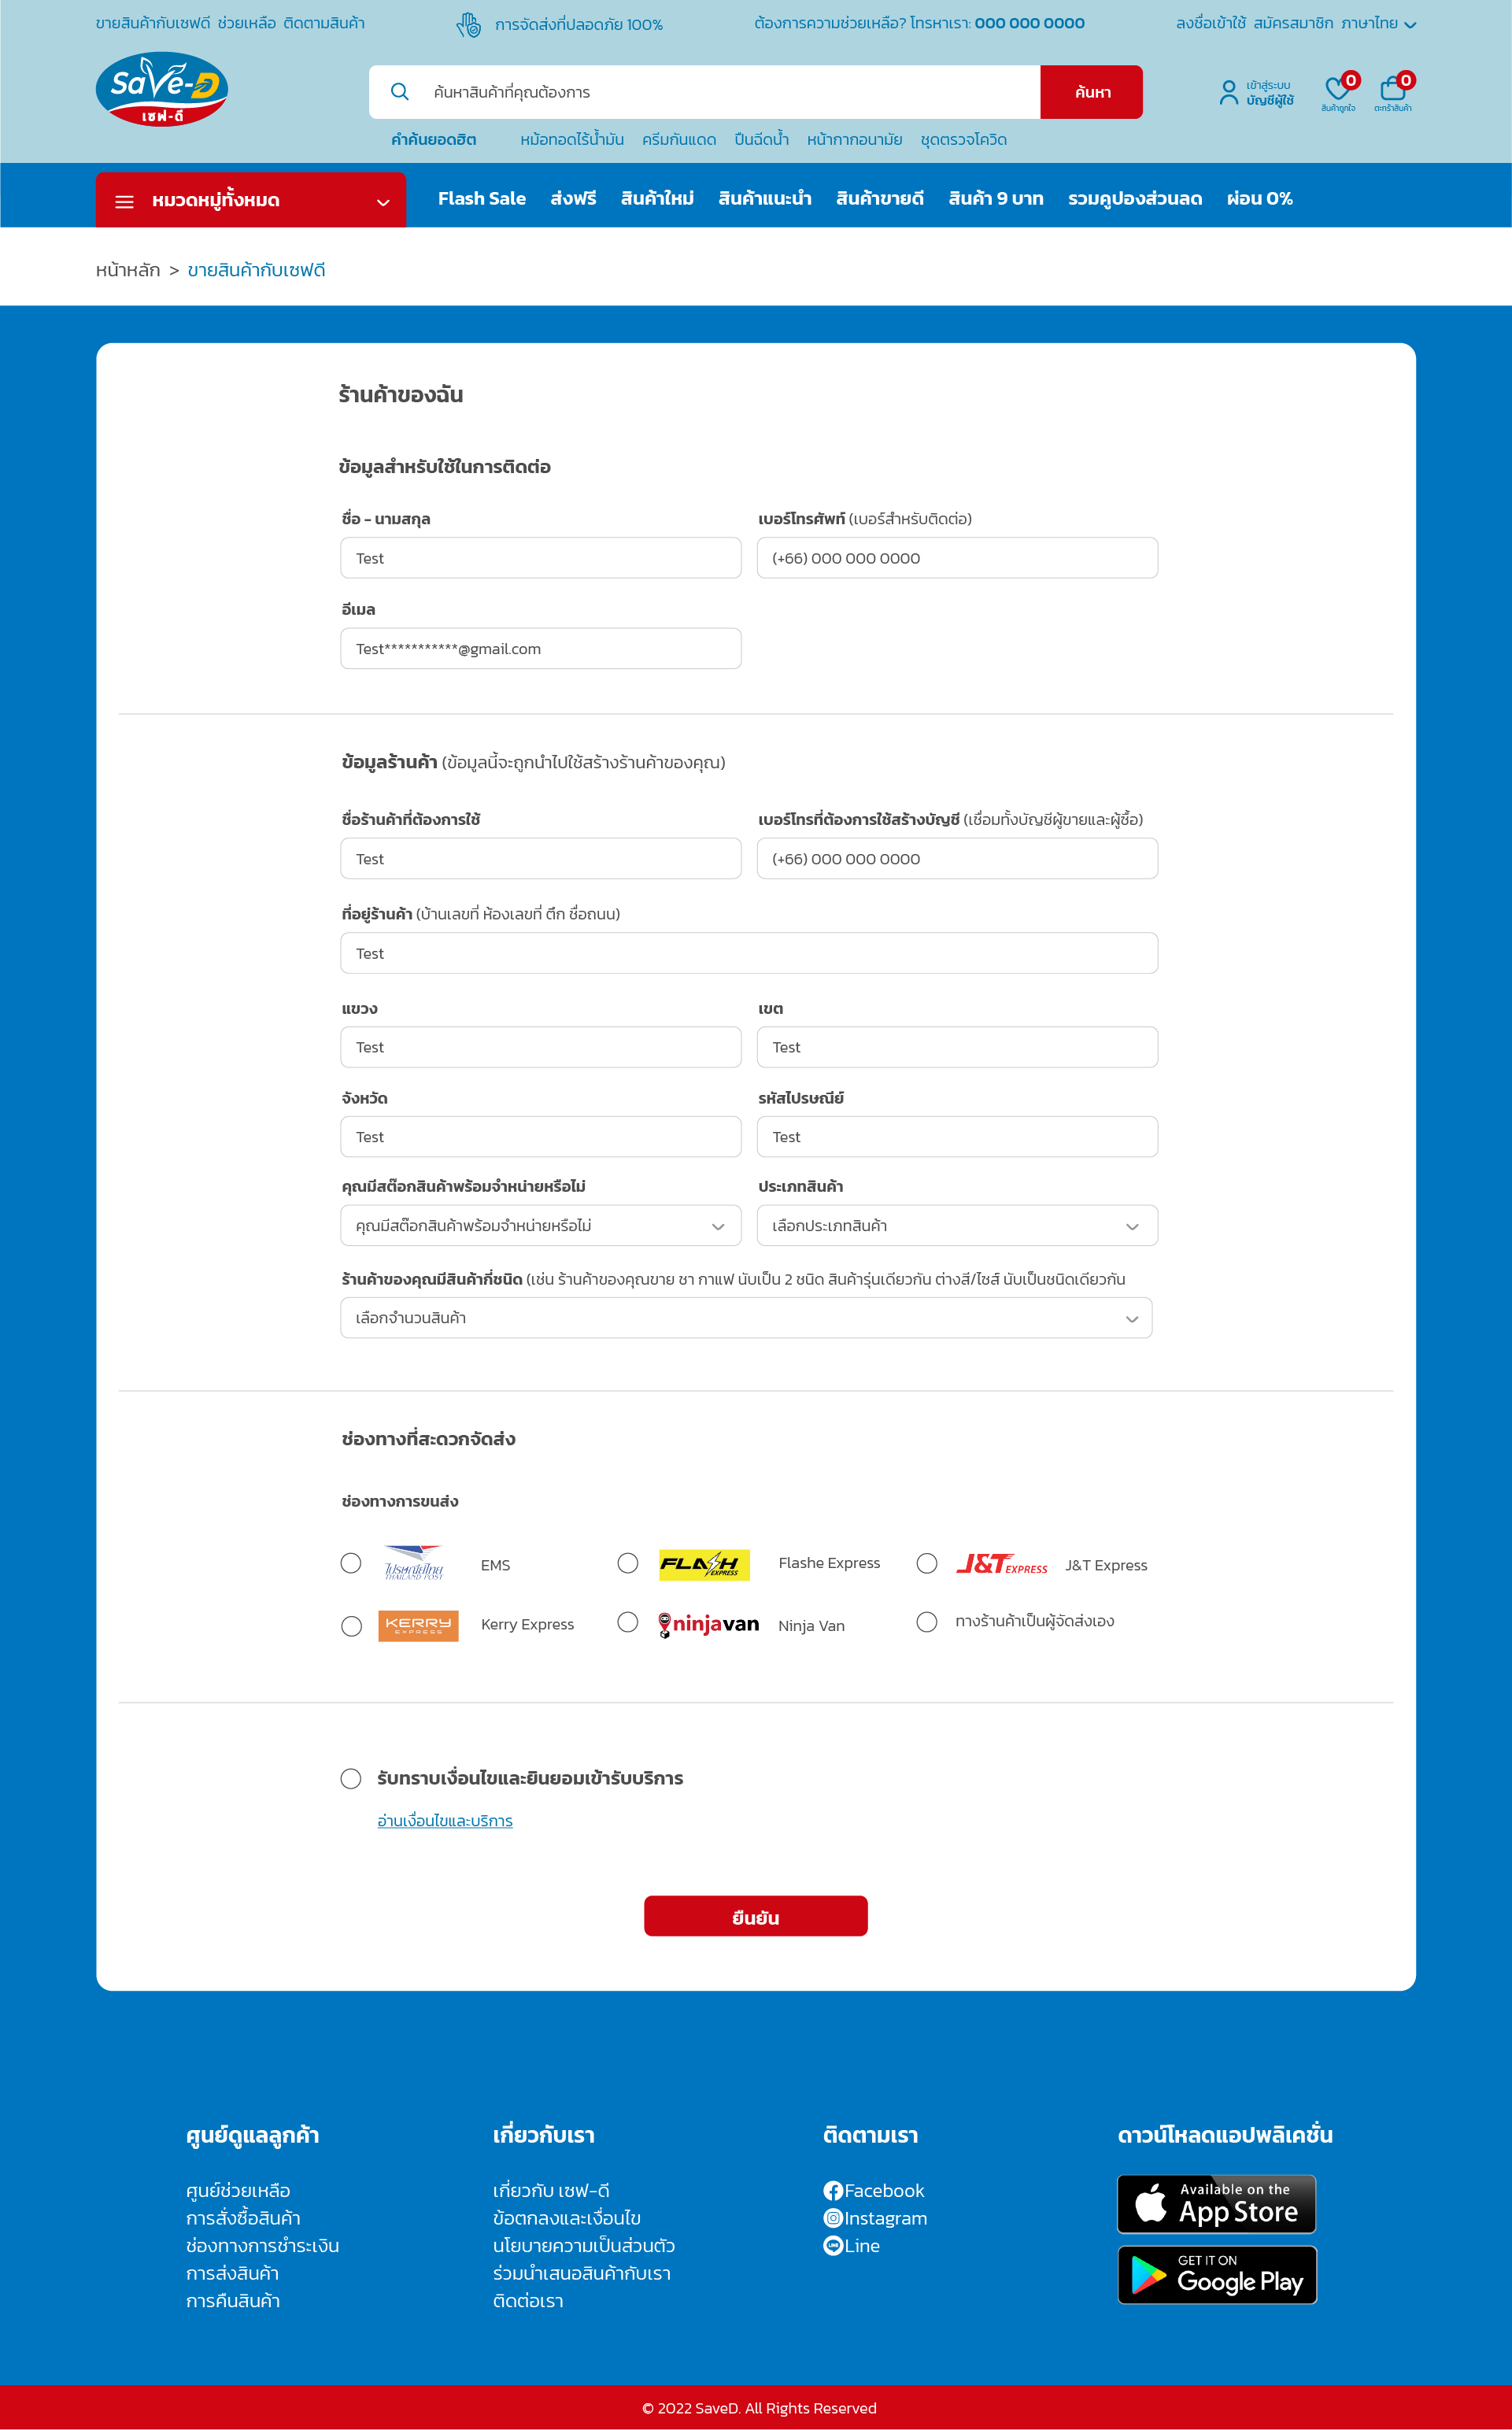 ขายสินค้ากับเซฟดี ช่วยเหลือ ติดตามสินค้า
การจัดส่งที่ปลอดภัย 100%
ต้องการความช่วยเหลือ? โทรหาเรา: 000 000 0000
ลงชื่อเข้าใช้ สมัครสมาชิก ภาษาไทย
SaVe-D
เซฟ-ดี
ค้นหาสินค้าที่คุณต้องการ
ค้นหา
เข้าสู่ระบบ
บัญชีผู้ใช้
0
สินค้าถูกใจ
0
ตะกร้าสินค้า
คำค้นยอดฮิต หม้อทอดไร้น้ำมัน ครีมกันแดด ปืนฉีดน้ำ หน้ากากอนามัย ชุดตรวจโควิด
หมวดหมู่ทั้งหมด
Flash Sale ส่งฟรี สินค้าใหม่ สินค้าแนะนำ สินค้าขายดี สินค้า 9 บาท รวมคูปองส่วนลด ผ่อน 0%
หน้าหลัก > ขายสินค้ากับเซฟดี
ร้านค้าของฉัน
ข้อมูลสำหรับใช้ในการติดต่อ
ชื่อ - นามสกุล
เบอร์โทรศัพท์ (เบอร์สำหรับติดต่อ)
Test
(+66) 000 000 0000
อีเมล
Test***********@gmail.com
ข้อมูลร้านค้า (ข้อมูลนี้จะถูกนำไปใช้สร้างร้านค้าของคุณ)
ชื่อร้านค้าที่ต้องการใช้
เบอร์โทรที่ต้องการใช้สร้างบัญชี (เชื่อมทั้งบัญชีผู้ขายและผู้ซื้อ)
Test
(+66) 000 000 0000
ที่อยู่ร้านค้า (บ้านเลขที่ ห้องเลขที่ ตึก ชื่อถนน)
Test
แขวง
เขต
Test
Test
จังหวัด
รหัสไปรษณีย์
Test
Test
คุณมีสต๊อกสินค้าพร้อมจำหน่ายหรือไม่
ประเภทสินค้า
คุณมีสต๊อกสินค้าพร้อมจำหน่ายหรือไม่
เลือกประเภทสินค้า
ร้านค้าของคุณมีสินค้ากี่ชนิด (เช่น ร้านค้าของคุณขาย ชา กาแฟ นับเป็น 2 ชนิด สินค้ารุ่นเดียวกัน ต่างสี/ไซส์ นับเป็นชนิดเดียวกัน
เลือกจำนวนสินค้า
ช่องทางที่สะดวกจัดส่ง
ช่องทางการขนส่ง
ไปรษณีย์ไทย
THAILAND POST
EMS
FLASH
EXPRESS
Flashe Express
J&T EXPRESS
J&T Express
KERRY
EXPRESS
Kerry Express
ninjavan
Ninja Van
ทางร้านค้าเป็นผู้จัดส่งเอง
รับทราบเงื่อนไขและยินยอมเข้ารับบริการ
อ่านเงื่อนไขและบริการ
ยืนยัน
ศูนย์ดูแลลูกค้า
ศูนย์ช่วยเหลือ
การสั่งซื้อสินค้า
ช่องทางการชำระเงิน
การส่งสินค้า
การคืนสินค้า
เกี่ยวกับเรา
เกี่ยวกับ เซฟ-ดี
ข้อตกลงและเงื่อนไข
นโยบายความเป็นส่วนตัว
ร่วมนำเสนอสินค้ากับเรา
ติดต่อเรา
ติดตามเรา
Facebook
Instagram
Line
ดาวน์โหลดแอปพลิเคชั่น
Available on the
App Store
GET IT ON
Google Play
© 2022 SaveD. All Rights Reserved